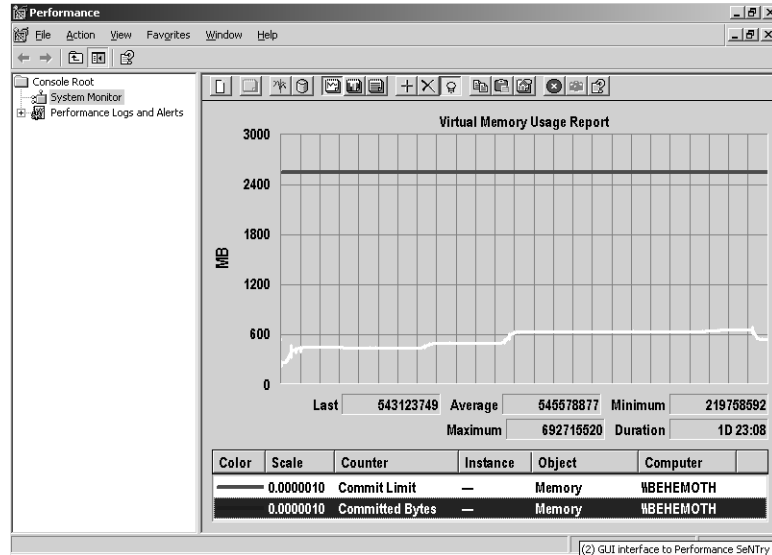 Performance
File Action View Favorites Window Help
Console Root
System Monitor
Performance Logs and Alerts
Virtual Memory Usage Report
3000
2400
1800
1200
600
0
MB
Last 543123749 Average 545578877 Minimum 219758592
Maximum 692715520 Duration 1D 23:08
Color Scale Counter Instance Object Computer
0.0000010 Commit Limit — Memory \\BEHEMOTH
0.0000010 Committed Bytes — Memory \\BEHEMOTH
(2) GUI interface to Performance SeNTry